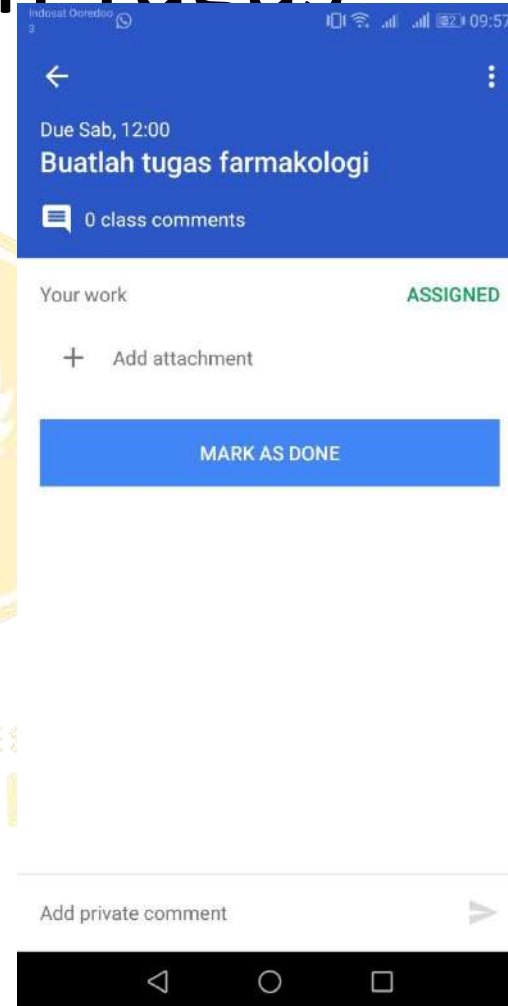 Indosat Ooredoo
3
82 09:57
Due Sab, 12:00
Buatlah tugas farmakologi
0 class comments
Your work
ASSIGNED
+ Add attachment
MARK AS DONE
Add private comment